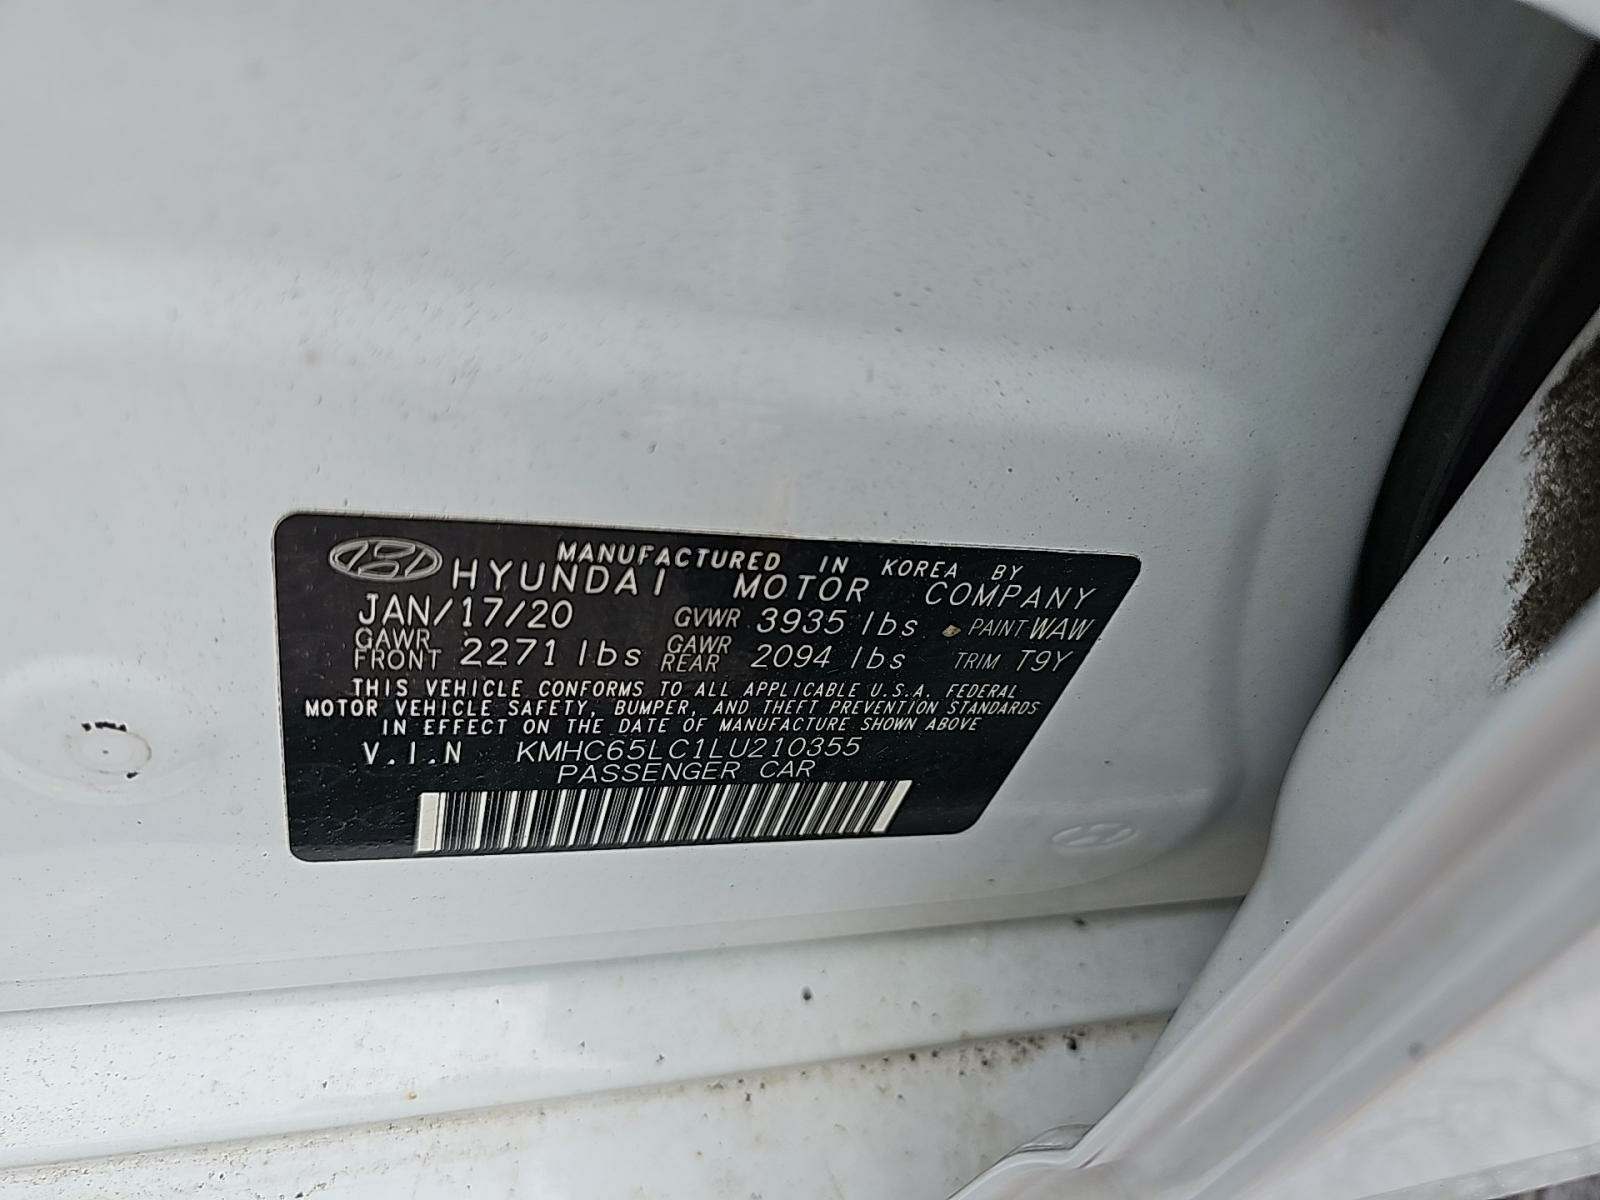 MANUFACTURED IN KOREA BY
HYUNDAI MOTOR COMPANY
JAN/17/20 GVWR 3935 lbs PAINT WAW
GAWR FRONT 2271 lbs GAWR REAR 2094 lbs TRIM T9Y
THIS VEHICLE CONFORMS TO ALL APPLICABLE U.S.A. FEDERAL
MOTOR VEHICLE SAFETY, BUMPER, AND THEFT PREVENTION STANDARDS
IN EFFECT ON THE DATE OF MANUFACTURE SHOWN ABOVE
V.I.N KMHC65LC1LU210355
PASSENGER CAR